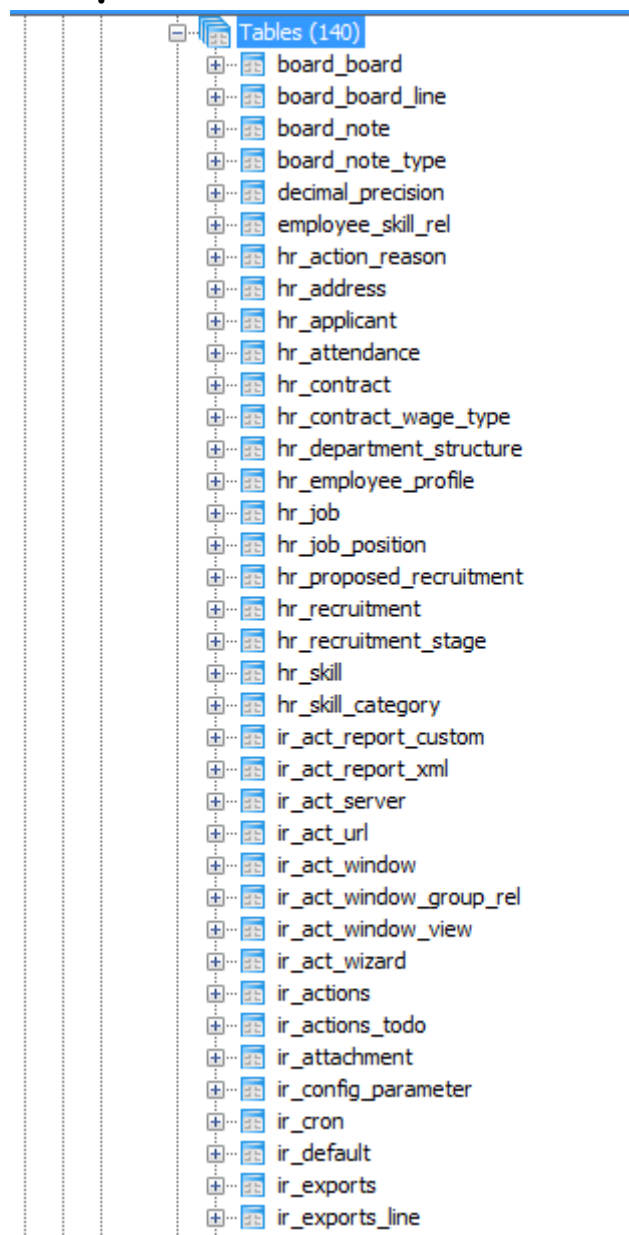 Tables (140)
board_board
board_board_line
board_note
board_note_type
decimal_precision
employee_skill_rel
hr_action_reason
hr_address
hr_applicant
hr_attendance
hr_contract
hr_contract_wage_type
hr_department_structure
hr_employee_profile
hr_job
hr_job_position
hr_proposed_recruitment
hr_recruitment
hr_recruitment_stage
hr_skill
hr_skill_category
ir_act_report_custom
ir_act_report_xml
ir_act_server
ir_act_url
ir_act_window
ir_act_window_group_rel
ir_act_window_view
ir_act_wizard
ir_actions
ir_actions_todo
ir_attachment
ir_config_parameter
ir_cron
ir_default
ir_exports
ir_exports_line